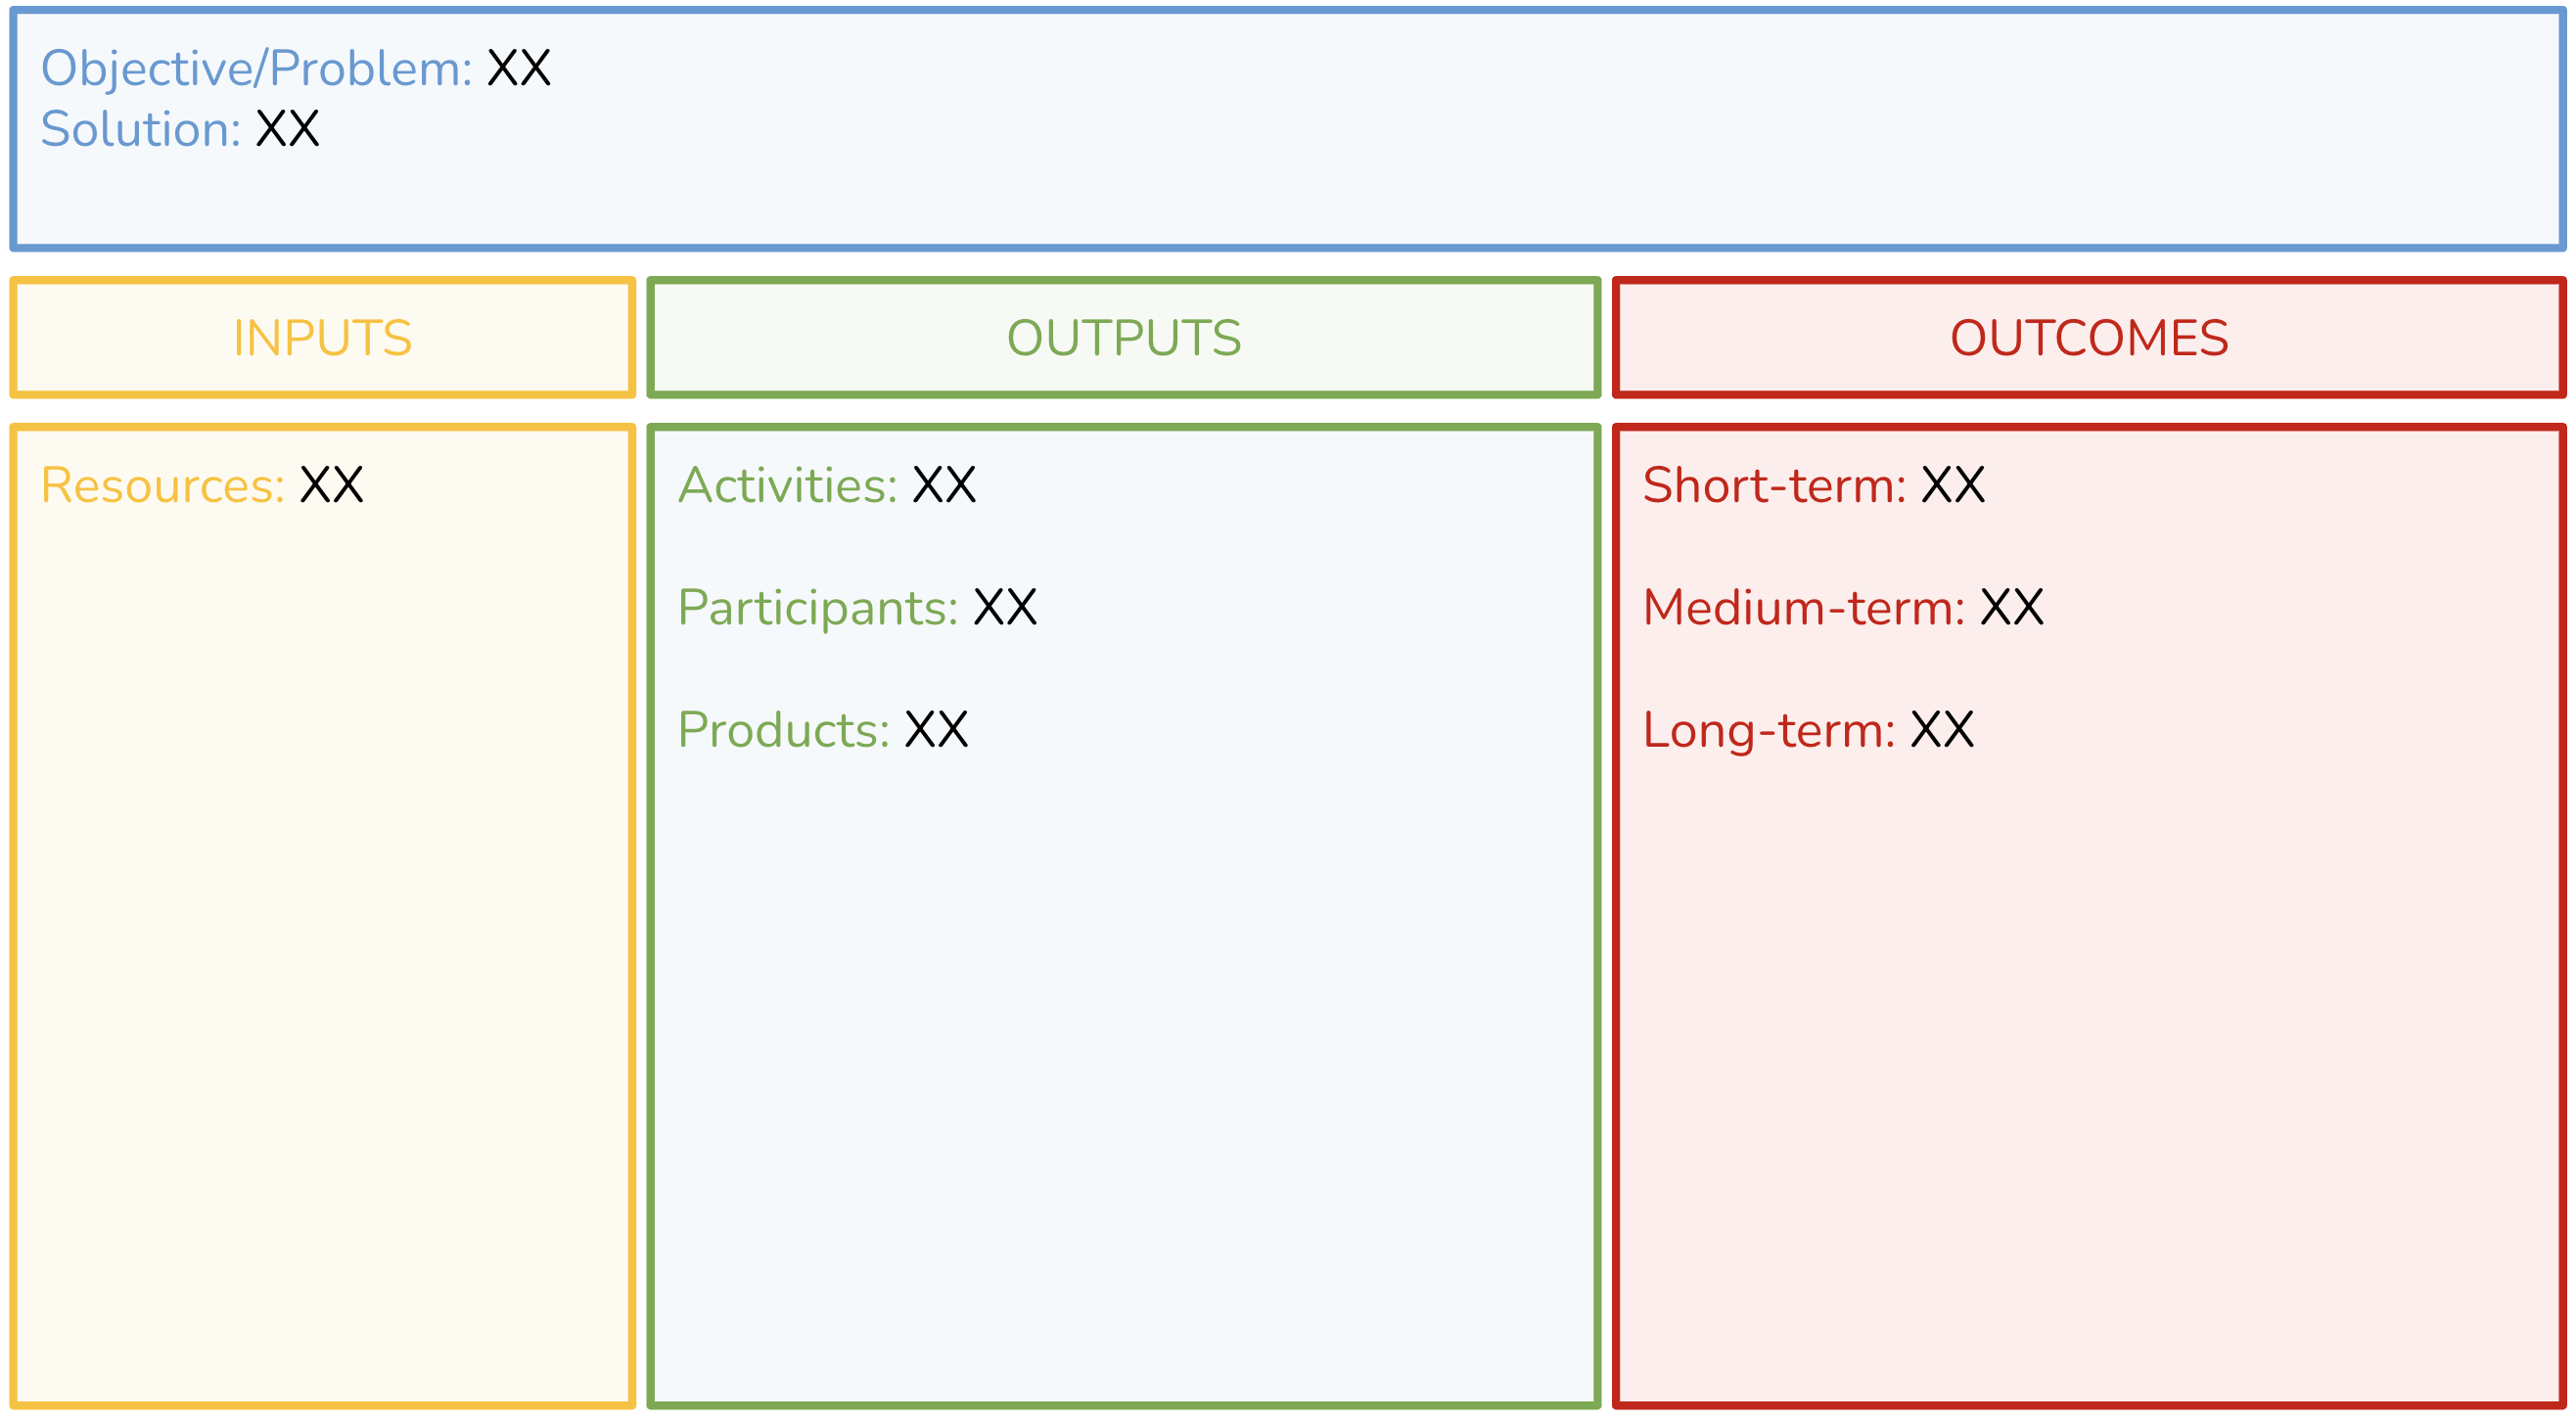 Objective/Problem: XX
Solution: XX
INPUTS
OUTPUTS
OUTCOMES
Resources: XX
Activities: XX
Participants: XX
Products: XX
Short-term: XX
Medium-term: XX
Long-term: XX